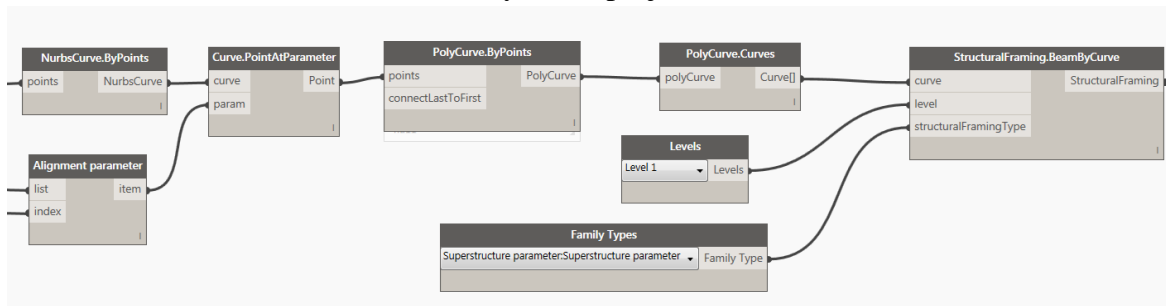 NurbsCurve.ByPoints
points NurbsCurve
Curve.PointAtParameter
curve Point
param
PolyCurve.ByPoints
points PolyCurve
connectLastToFirst
PolyCurve.Curves
polyCurve Curve[]
StructuralFraming.BeamByCurve
curve StructuralFraming
level
structuralFramingType
Alignment parameter
list item
index
Levels
Level 1 Levels
Family Types
Superstructure parameter:Superstructure parameter Family Type